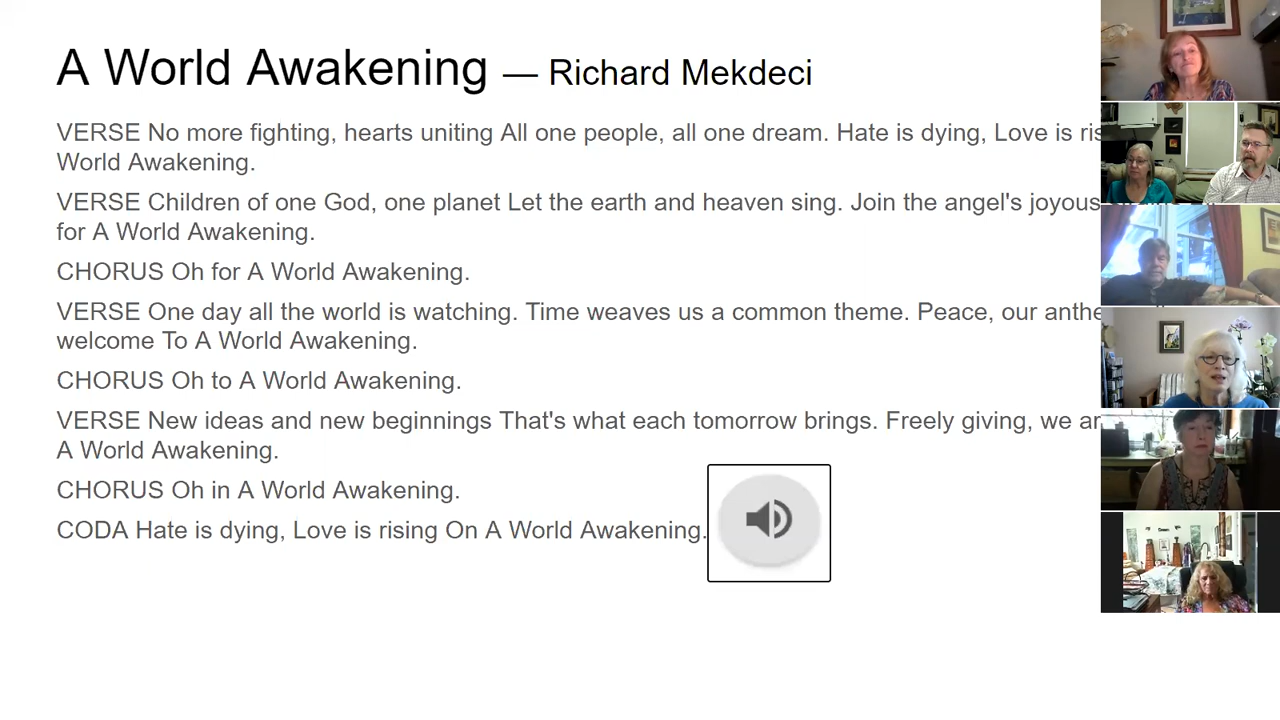 A World Awakening — Richard Mekdeci
VERSE No more fighting, hearts uniting All one people, all one dream. Hate is dying, Love is
World Awakening.
VERSE Children of one God, one planet Let the earth and heaven sing. Join the angel's joyous
for A World Awakening.
CHORUS Oh for A World Awakening.
VERSE One day all the world is watching. Time weaves us a common theme. Peace, our
welcome To A World Awakening.
CHORUS Oh to A World Awakening.
VERSE New ideas and new beginnings That's what each tomorrow brings. Freely giving, we
A World Awakening.
CHORUS Oh in A World Awakening.
CODA Hate is dying, Love is rising On A World Awakening.